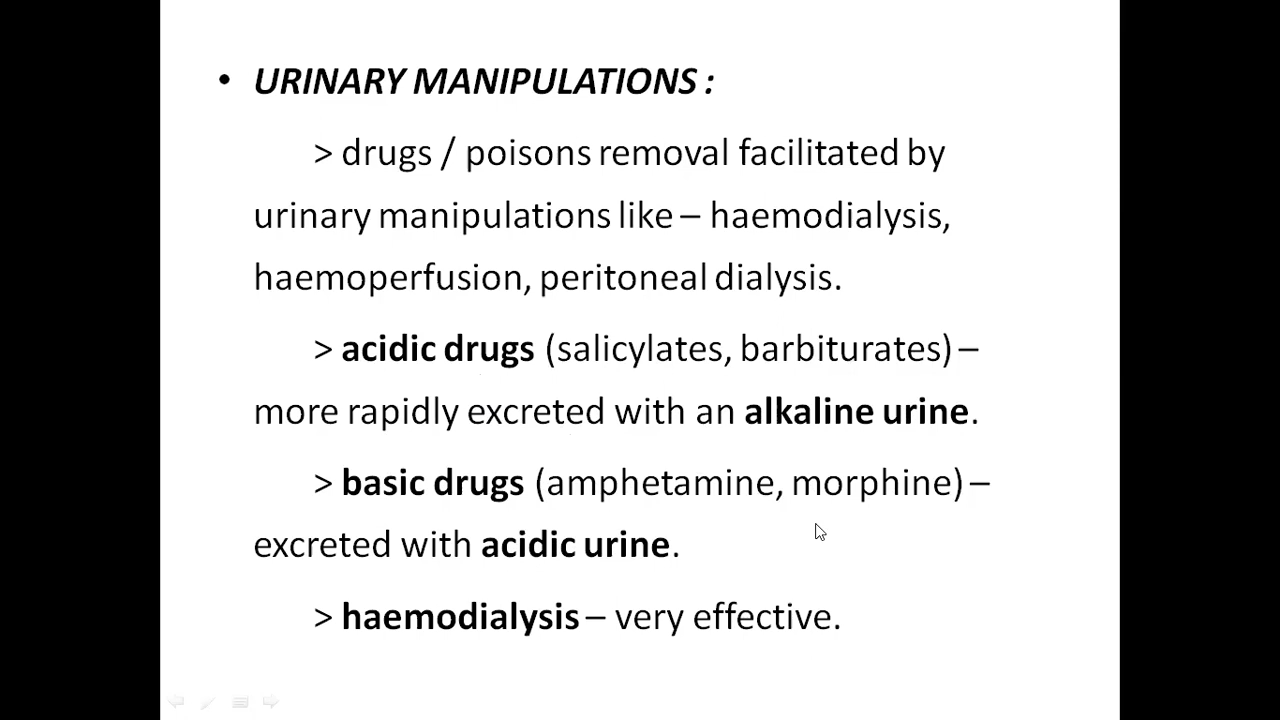 • URINARY MANIPULATIONS :
> drugs / poisons removal facilitated by
urinary manipulations like – haemodialysis,
haemoperfusion, peritoneal dialysis.
> acidic drugs (salicylates, barbiturates) –
more rapidly excreted with an alkaline urine.
> basic drugs (amphetamine, morphine) –
excreted with acidic urine.
> haemodialysis – very effective.